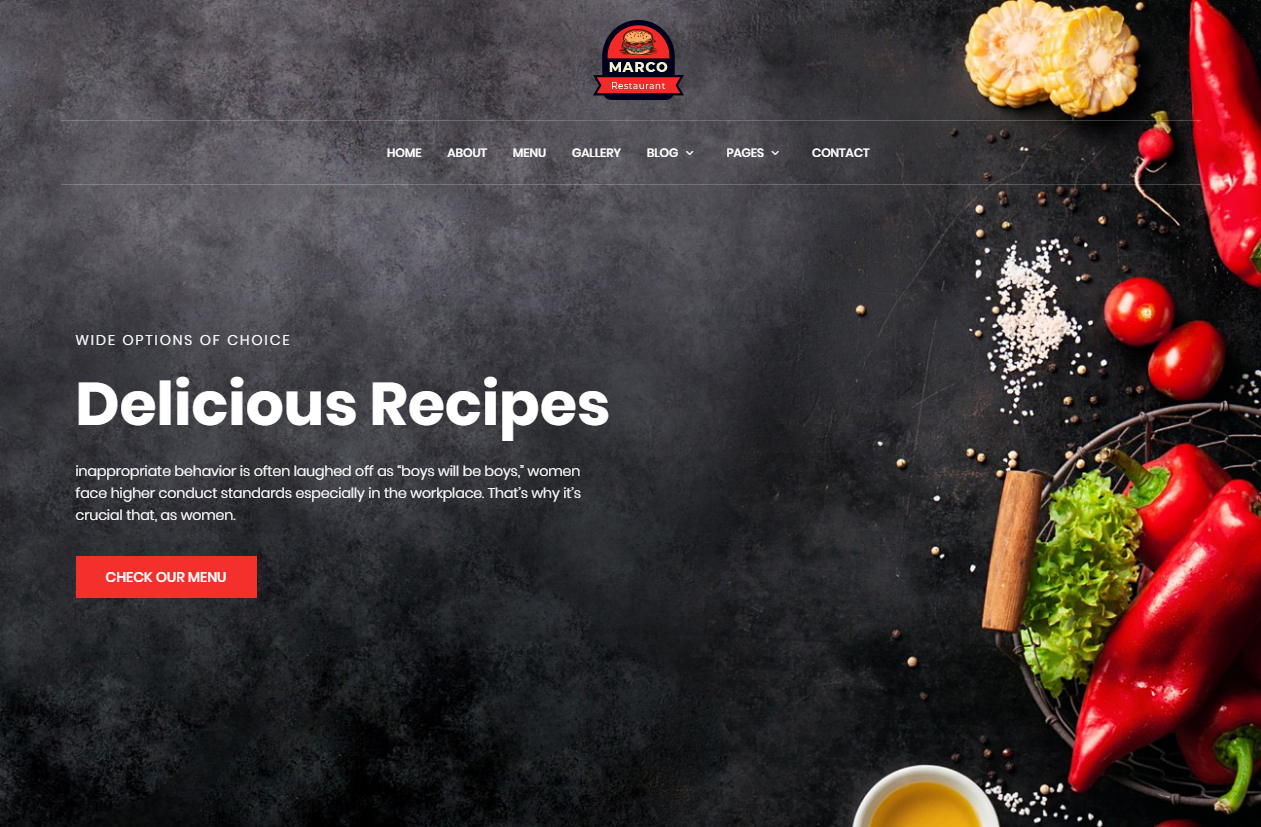 MARCO
Restaurant
HOME ABOUT MENU GALLERY BLOG PAGES CONTACT
WIDE OPTIONS OF CHOICE
Delicious Recipes
inappropriate behavior is often laughed off as “boys will be boys,” women
face higher conduct standards especially in the workplace. That’s why it’s
crucial that, as women.
CHECK OUR MENU